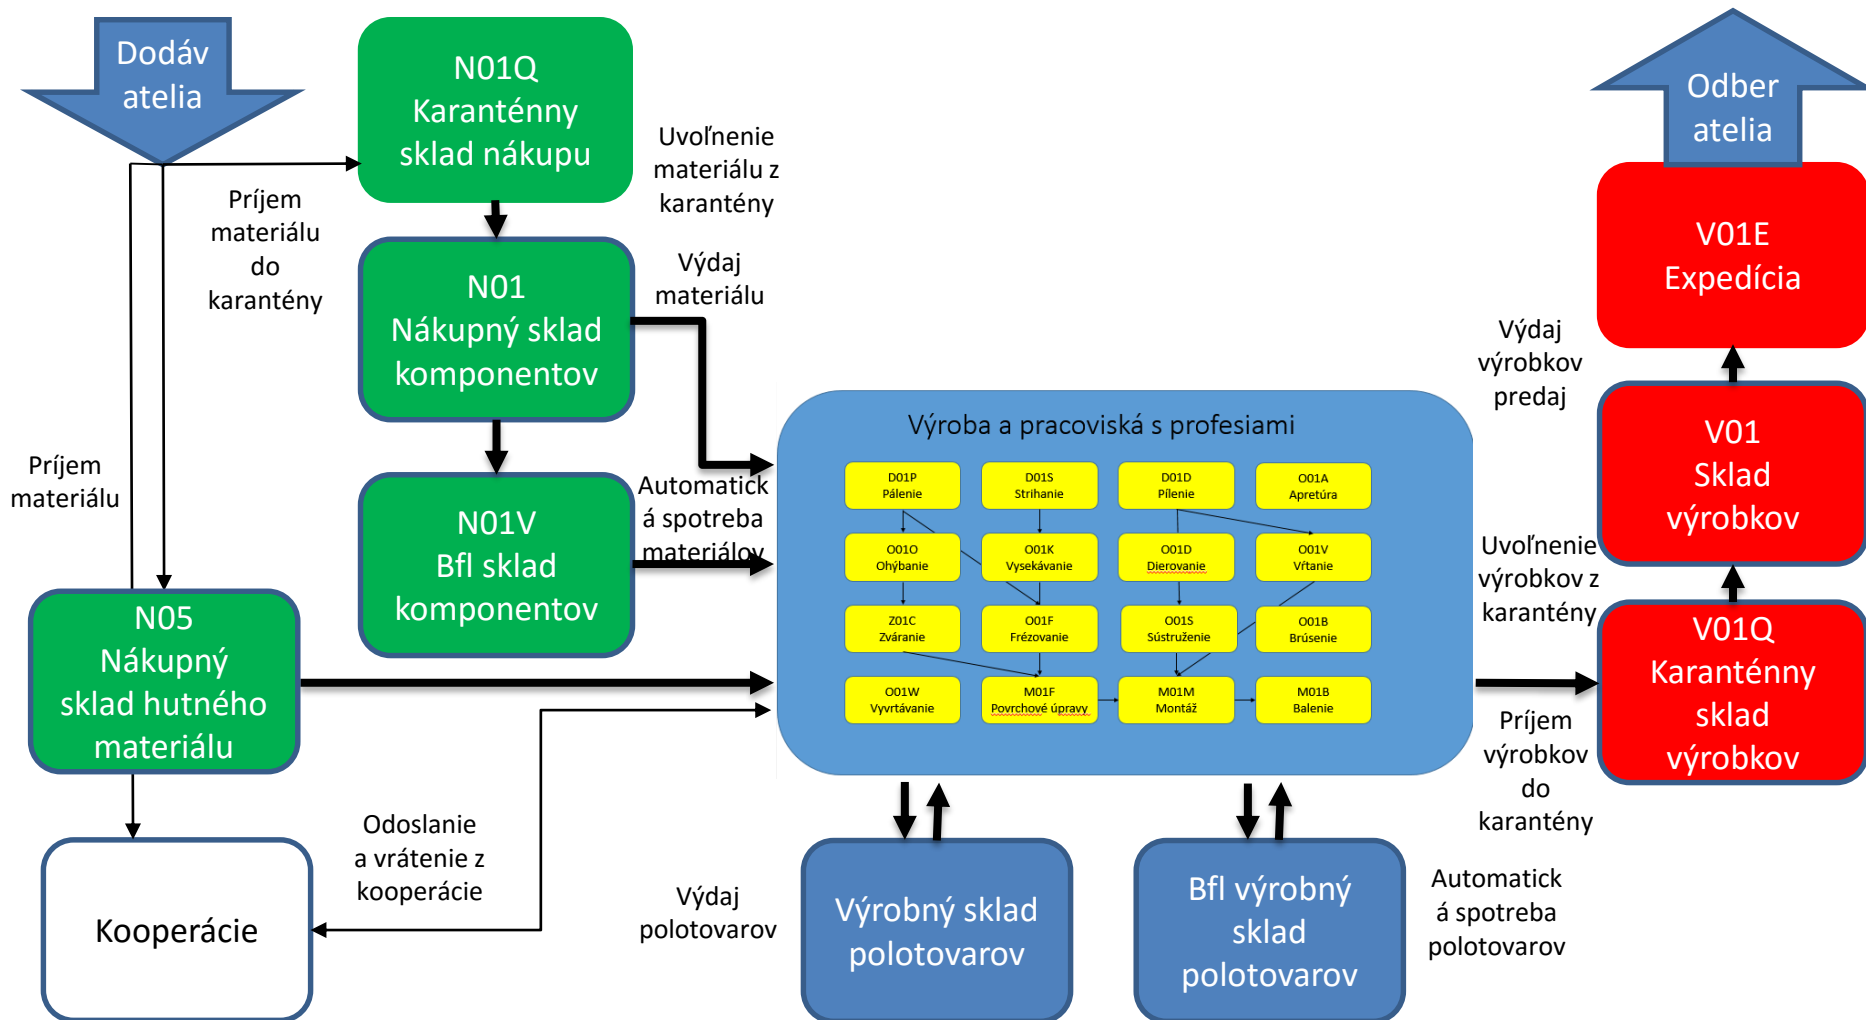 Dodáv
atelia
N01Q
Karanténny
sklad nákupu
Uvoľnenie
materiálu z
karantény
Príjem
materiálu
do
karantény
N01
Nákupný sklad
komponentov
Výdaj
materiálu
Príjem
materiálu
N01V
Bfl sklad
komponentov
Automatick
á spotreba
materiálov
N05
Nákupný
sklad hutného
materiálu
Kooperácie
Odoslanie
a vrátenie z
kooperácie
Výroba a pracoviská s profesiami
D01P
Pálenie
D01S
Strihanie
D01D
Pílenie
O01A
Apretúra
O01O
Ohýbanie
O01K
Vysekávanie
O01D
Dierovanie
O01V
Vŕtanie
Z01C
Zváranie
O01F
Frézovanie
O01S
Sústruženie
O01B
Brúsenie
O01W
Vyvrtávanie
M01F
Povrchové úpravy
M01M
Montáž
M01B
Balenie
Výdaj
polotovarov
Výrobný sklad
polotovarov
Bfl výrobný
sklad
polotovarov
Automatick
á spotreba
polotovarov
Odber
atelia
V01E
Expedícia
Výdaj
výrobkov
predaj
V01
Sklad
výrobkov
Uvoľnenie
výrobkov z
karantény
V01Q
Karanténny
sklad
výrobkov
Príjem
výrobkov
do
karantény